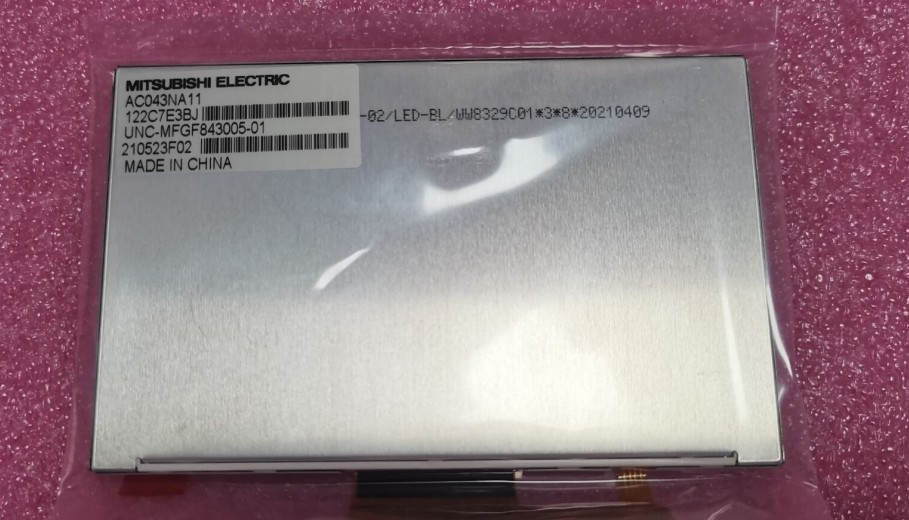 MITSUBISHI ELECTRIC
AC043NA11
122C7E3BJ
-02/LED-BL/WW8329C01*3*8*20210409
UNC-MFGF843005-01
210523F02
MADE IN CHINA